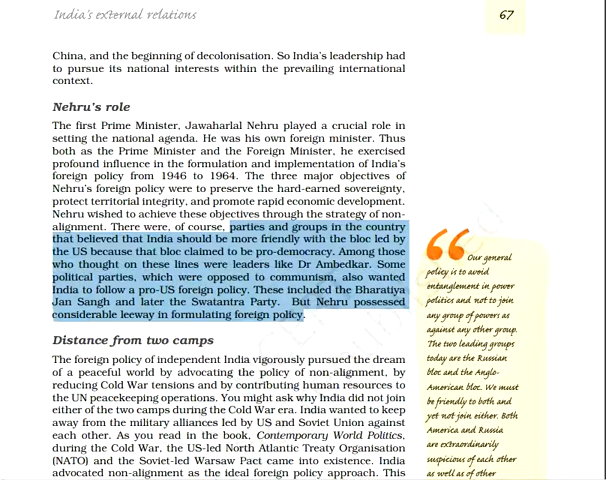 India's external relations
67
China, and the beginning of decolonisation. So India's leadership had
to pursue its national interests within the prevailing international
context.
Nehru's role
The first Prime Minister, Jawaharlal Nehru played a crucial role in
setting the national agenda. He was his own foreign minister. Thus
both as the Prime Minister and the Foreign Minister, he exercised
profound influence in the formulation and implementation of India's
foreign policy from 1946 to 1964. The three major objectives of
Nehru's foreign policy were to preserve the hard-earned sovereignty,
protect territorial integrity, and promote rapid economic development.
Nehru wished to achieve these objectives through the strategy of non-
alignment. There were, of course, parties and groups in the country
that believed that India should be more friendly with the bloc led by
the US because that bloc claimed to be pro-democracy. Among those
who thought on these lines were leaders like Dr Ambedkar. Some
political parties, which were opposed to communism, also wanted
India to follow a pro-US foreign policy. These included the Bharatiya
Jan Sangh and later the Swatantra Party. But Nehru possessed
considerable leeway in formulating foreign policy.
Distance from two camps
The foreign policy of independent India vigorously pursued the dream
of a peaceful world by advocating the policy of non-alignment, by
reducing Cold War tensions and by contributing human resources to
the UN peacekeeping operations. You might ask why India did not join
either of the two camps during the Cold War era. India wanted to keep
away from the military alliances led by US and Soviet Union against
each other. As you read in the book, Contemporary World Politics,
during the Cold War, the US-led North Atlantic Treaty Organisation
(NATO) and the Soviet-led Warsaw Pact came into existence. India
advocated non-alignment as the ideal foreign policy approach. This
“
Our general
policy is to avoid
entanglement in power
politics and not to join
any group of powers as
against any other group.
The two leading groups
today are the Russian
bloc and the Anglo-
American bloc. We must
be friendly to both and
yet not join either. Both
America and Russia
are extraordinarily
suspicious of each other
as well as of other